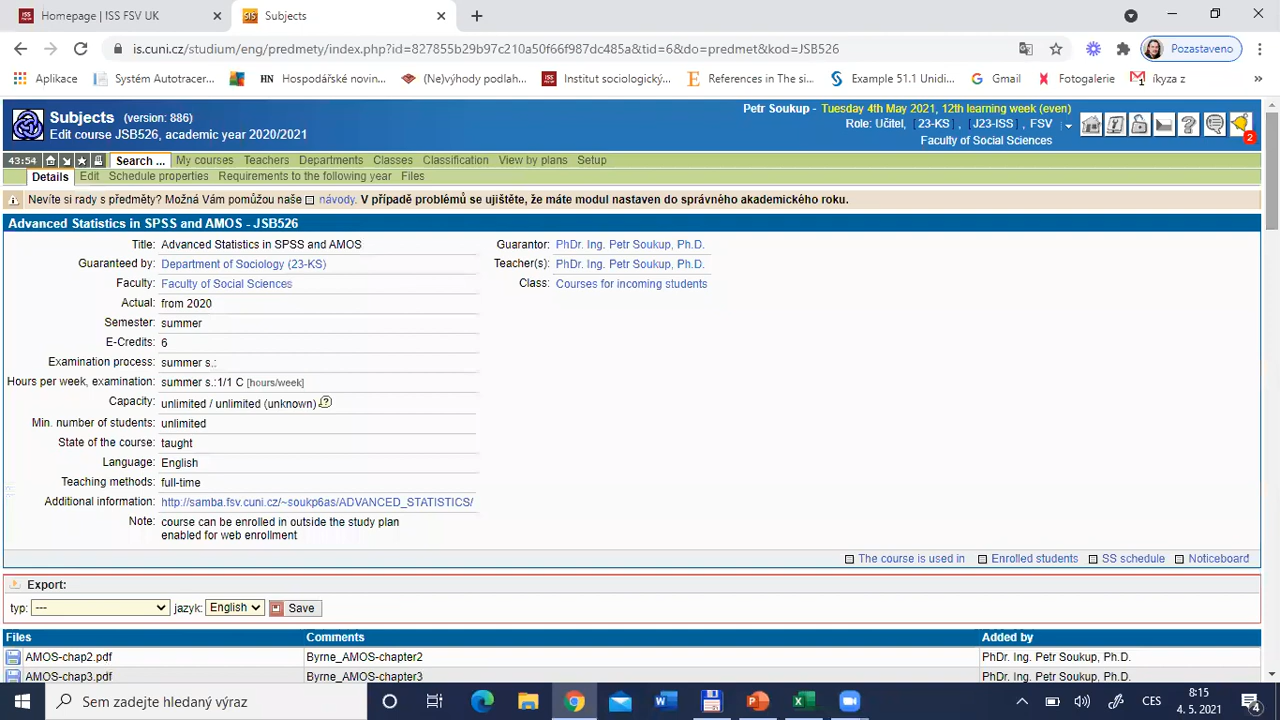 Homepage | ISS FSV UK
Subjects
is.cuni.cz/studium/eng/predmety/index.php?id=827855b29b97c210a50f66f987dc485a&tid=6&do=predmet&kod=JSB526
Pozastaveno
Aplikace
Systém Autotracer...
HN Hospodářské novin...
(Ne)výhody podlah...
Institut sociologický...
References in The si...
Example 51.1 Unidi...
Gmail
Fotogalerie
íkyza z
Subjects (version: 886)
Edit course JSB526, academic year 2020/2021
Petr Soukup - Tuesday 4th May 2021, 12th learning week (even)
Role: Učitel, [23-KS] , [J23-ISS] , FSV
Faculty of Social Sciences
2
43:54
Search ...
My courses
Teachers
Departments
Classes
Classification
View by plans
Setup
Details
Edit
Schedule properties
Requirements to the following year
Files
Nevíte si rady s předměty? Možná Vám pomůžou naše návody. V případě problémů se ujištěte, že máte modul nastaven do správného akademického roku.
Advanced Statistics in SPSS and AMOS - JSB526
Title: Advanced Statistics in SPSS and AMOS
Guaranteed by: Department of Sociology (23-KS)
Faculty: Faculty of Social Sciences
Actual: from 2020
Semester: summer
E-Credits: 6
Examination process: summer s.:
Hours per week, examination: summer s.:1/1 C [hours/week]
Capacity: unlimited / unlimited (unknown)
Min. number of students: unlimited
State of the course: taught
Language: English
Teaching methods: full-time
Additional information: http://samba.fsv.cuni.cz/~soukp6as/ADVANCED_STATISTICS/
Note: course can be enrolled in outside the study plan
enabled for web enrollment
Guarantor: PhDr. Ing. Petr Soukup, Ph.D.
Teacher(s): PhDr. Ing. Petr Soukup, Ph.D.
Class: Courses for incoming students
The course is used in
Enrolled students
SS schedule
Noticeboard
Export:
typ: ---
jazyk: English
Save
Files
Comments
Added by
AMOS-chap2.pdf
Byrne_AMOS-chapter2
PhDr. Ing. Petr Soukup, Ph.D.
AMOS-chap3.pdf
Byrne_AMOS-chapter3
PhDr. Ing. Petr Soukup, Ph.D.
Sem zadejte hledaný výraz
CES
8:15
4. 5. 2021
4